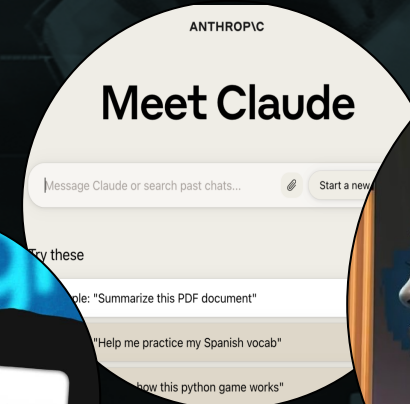 ANTHROP\C
Meet Claude
Message Claude or search past chats...
Start a new
Try these
ple: "Summarize this PDF document"
"Help me practice my Spanish vocab"
how this python game works"